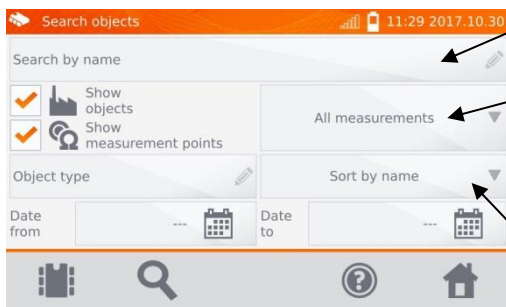 Search objects
11:29 2017.10.30
Search by name
Show
objects
Show
measurement points
All measurements
Object type
Sort by name
Date
from
---
Date
to
---
?